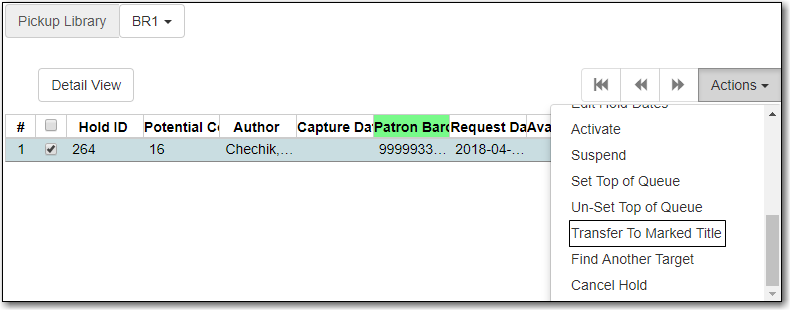 Pickup Library BR1
Detail View Actions
# Hold ID Potential Co Author Capture Dat Patron Barc Request Da Ava
1 264 16 Chechik,... 9999933... 2018-04-...
Edit Hold Dates
Activate
Suspend
Set Top of Queue
Un-Set Top of Queue
Transfer To Marked Title
Find Another Target
Cancel Hold